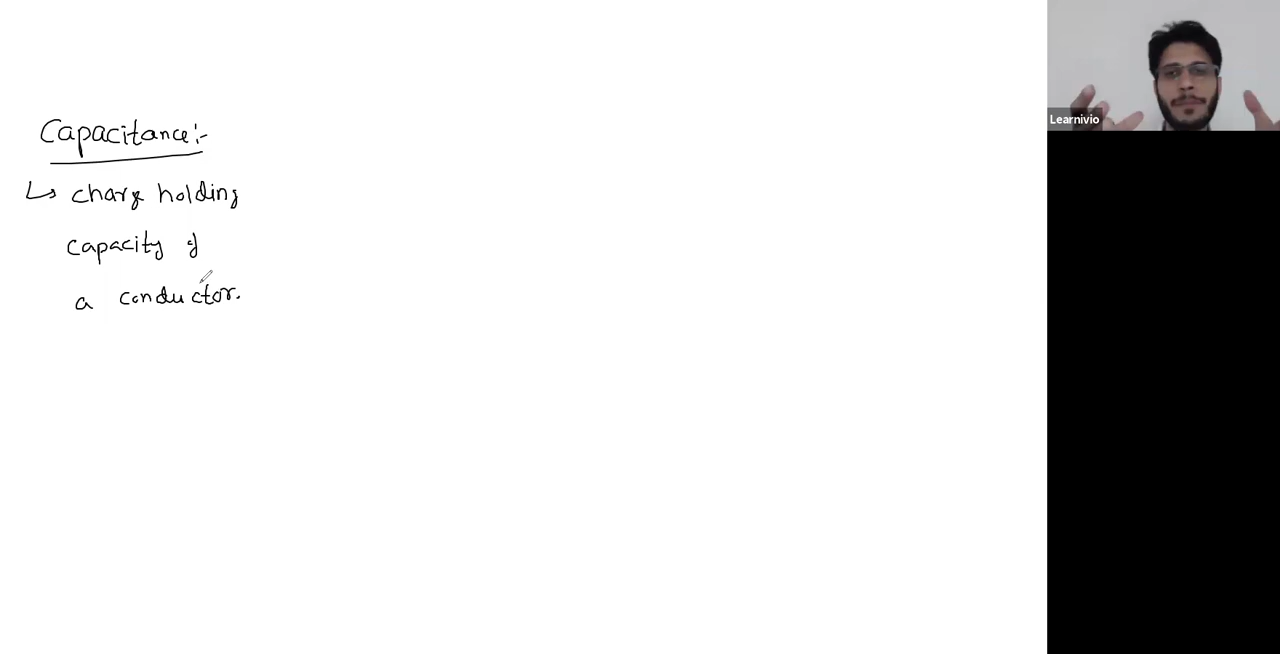 Capacitance:-
↳ charge holding
capacity of
a conductor.
Learnivio